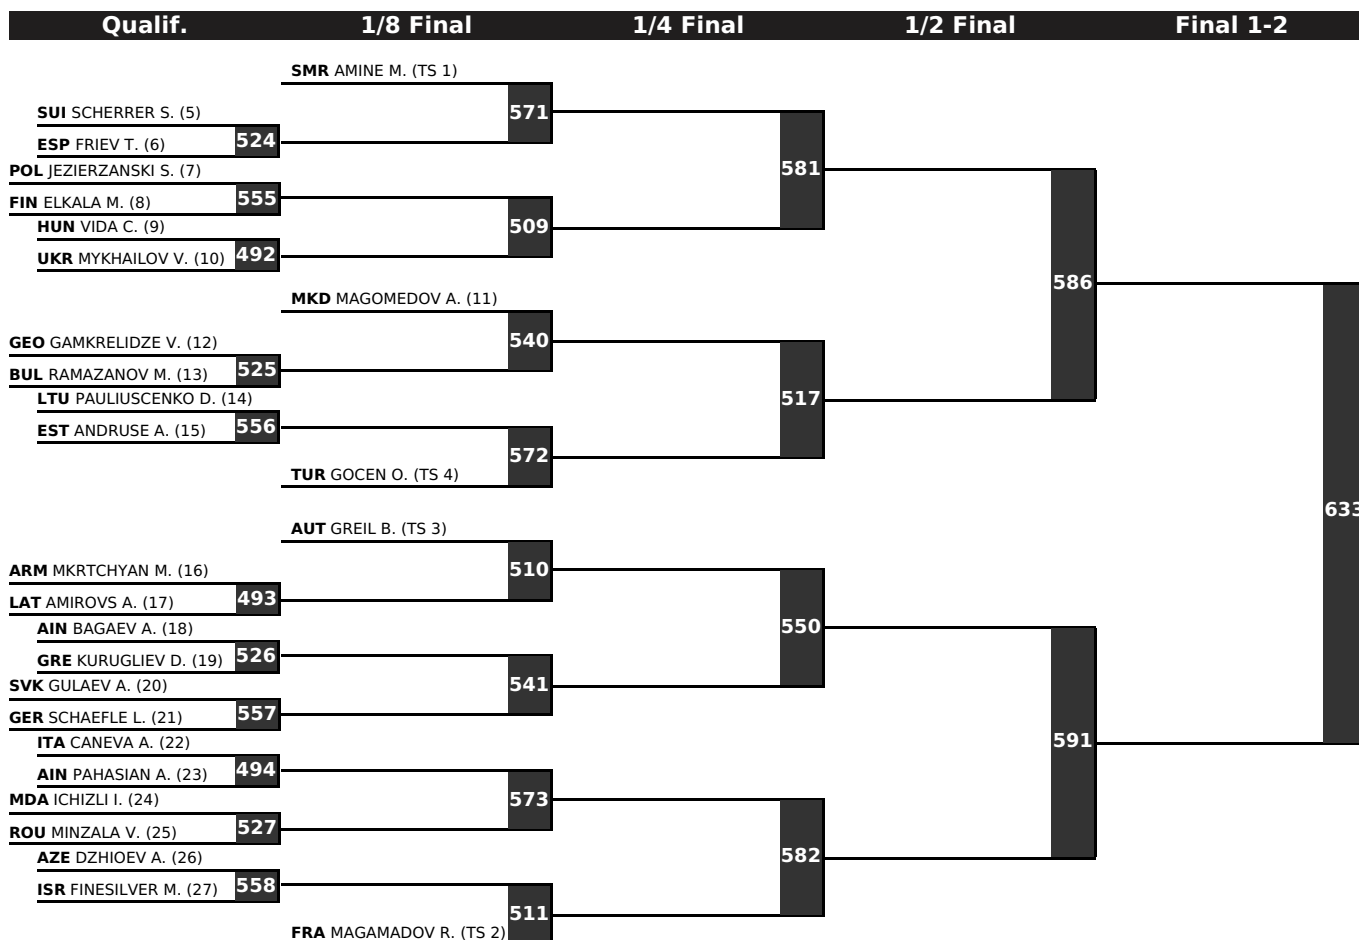 Qualif. 1/8 Final 1/4 Final 1/2 Final Final 1-2
SMR AMINE M. (TS 1)
SUI SCHERRER S. (5)
571
524
ESP FRIEV T. (6)
581
POL JEZIERZANSKI S. (7)
555
FIN ELKALA M. (8)
HUN VIDA C. (9)
509
492
UKR MYKHAILOV V. (10)
586
MKD MAGOMEDOV A. (11)
GEO GAMKRELIDZE V. (12)
540
525
BUL RAMAZANOV M. (13)
LTU PAULIUSCENKO D. (14)
517
556
EST ANDRUSE A. (15)
572
TUR GOCEN O. (TS 4)
633
AUT GREIL B. (TS 3)
ARM MKRTCHYAN M. (16)
510
493
LAT AMIROVS A. (17)
AIN BAGAEV A. (18)
550
526
GRE KURUGLIEV D. (19)
SVK GULAEV A. (20)
541
557
GER SCHAEFLE L. (21)
ITA CANEVA A. (22)
591
494
AIN PAHASIAN A. (23)
MDA ICHIZLI I. (24)
573
527
ROU MINZALA V. (25)
AZE DZHIOEV A. (26)
582
558
ISR FINESILVER M. (27)
511
FRA MAGAMADOV R. (TS 2)